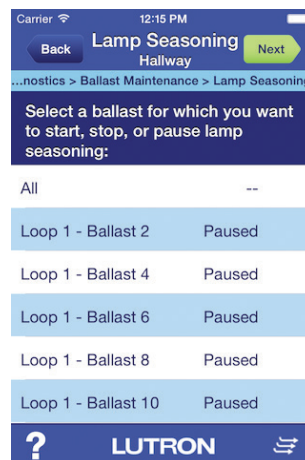 Carrier 12:15 PM
Back Lamp Seasoning Next
Hallway
...nostics > Ballast Maintenance > Lamp Seasoning
Select a ballast for which you want
to start, stop, or pause lamp
seasoning:
All --
Loop 1 - Ballast 2 Paused
Loop 1 - Ballast 4 Paused
Loop 1 - Ballast 6 Paused
Loop 1 - Ballast 8 Paused
Loop 1 - Ballast 10 Paused
? LUTRON